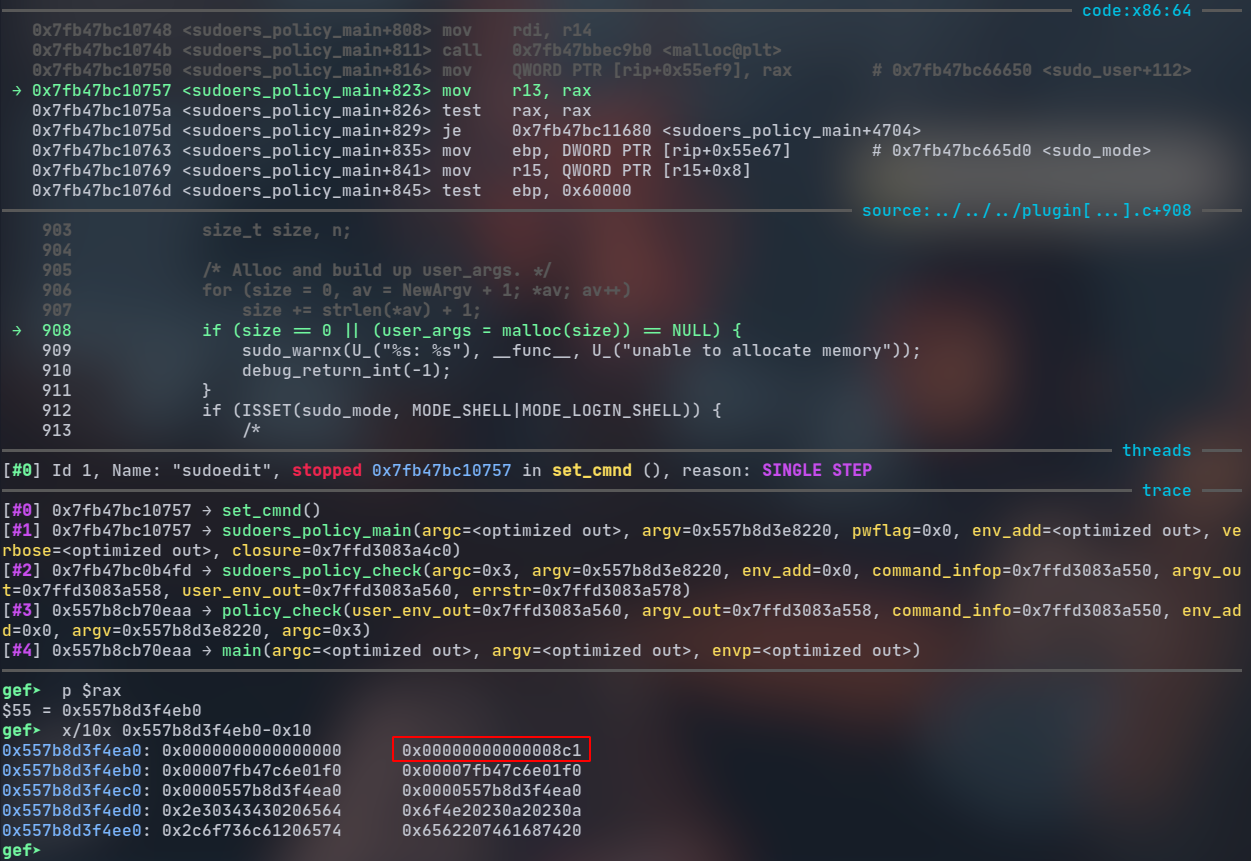 code:x86:64
0x7fb47bc10748 <sudoers_policy_main+808> mov    rdi, r14
0x7fb47bc1074b <sudoers_policy_main+811> call   0x7fb47bbec9b0 <malloc@plt>
0x7fb47bc10750 <sudoers_policy_main+816> mov    QWORD PTR [rip+0x55ef9], rax        # 0x7fb47bc66650 <sudo_user+112>
→ 0x7fb47bc10757 <sudoers_policy_main+823> mov    r13, rax
0x7fb47bc1075a <sudoers_policy_main+826> test   rax, rax
0x7fb47bc1075d <sudoers_policy_main+829> je     0x7fb47bc11680 <sudoers_policy_main+4704>
0x7fb47bc10763 <sudoers_policy_main+835> mov    ebp, DWORD PTR [rip+0x55e67]        # 0x7fb47bc665d0 <sudo_mode>
0x7fb47bc10769 <sudoers_policy_main+841> mov    r15, QWORD PTR [r15+0x8]
0x7fb47bc1076d <sudoers_policy_main+845> test   ebp, 0x60000
source:../../../plugin[...].c+908
903             size_t size, n;
904
905             /* Alloc and build up user_args. */
906             for (size = 0, av = NewArgv + 1; *av; av++)
907                 size += strlen(*av) + 1;
→ 908             if (size == 0 || (user_args = malloc(size)) == NULL) {
909                 sudo_warnx(U_("%s: %s"), __func__, U_("unable to allocate memory"));
910                 debug_return_int(-1);
911             }
912             if (ISSET(sudo_mode, MODE_SHELL|MODE_LOGIN_SHELL)) {
913                 /*
threads
[#0] Id 1, Name: "sudoedit", stopped 0x7fb47bc10757 in set_cmnd (), reason: SINGLE STEP
trace
[#0] 0x7fb47bc10757 → set_cmnd()
[#1] 0x7fb47bc10757 → sudoers_policy_main(argc=<optimized out>, argv=0x557b8d3e8220, pwflag=0x0, env_add=<optimized out>, ve
rbose=<optimized out>, closure=0x7ffd3083a4c0)
[#2] 0x7fb47bc0b4fd → sudoers_policy_check(argc=0x3, argv=0x557b8d3e8220, env_add=0x0, command_infop=0x7ffd3083a550, argv_ou
t=0x7ffd3083a558, user_env_out=0x7ffd3083a560, errstr=0x7ffd3083a578)
[#3] 0x557b8cb70eaa → policy_check(user_env_out=0x7ffd3083a560, argv_out=0x7ffd3083a558, command_info=0x7ffd3083a550, env_ad
d=0x0, argv=0x557b8d3e8220, argc=0x3)
[#4] 0x557b8cb70eaa → main(argc=<optimized out>, argv=<optimized out>, envp=<optimized out>)
gef➤  p $rax
$55 = 0x557b8d3f4eb0
gef➤  x/10x 0x557b8d3f4eb0-0x10
0x557b8d3f4ea0: 0x0000000000000000      0x00000000000008c1
0x557b8d3f4eb0: 0x00007fb47c6e01f0      0x00007fb47c6e01f0
0x557b8d3f4ec0: 0x0000557b8d3f4ea0      0x0000557b8d3f4ea0
0x557b8d3f4ed0: 0x2e30343430206564      0x6f4e20230a20230a
0x557b8d3f4ee0: 0x2c6f736c61206574      0x6562207461687420
gef➤